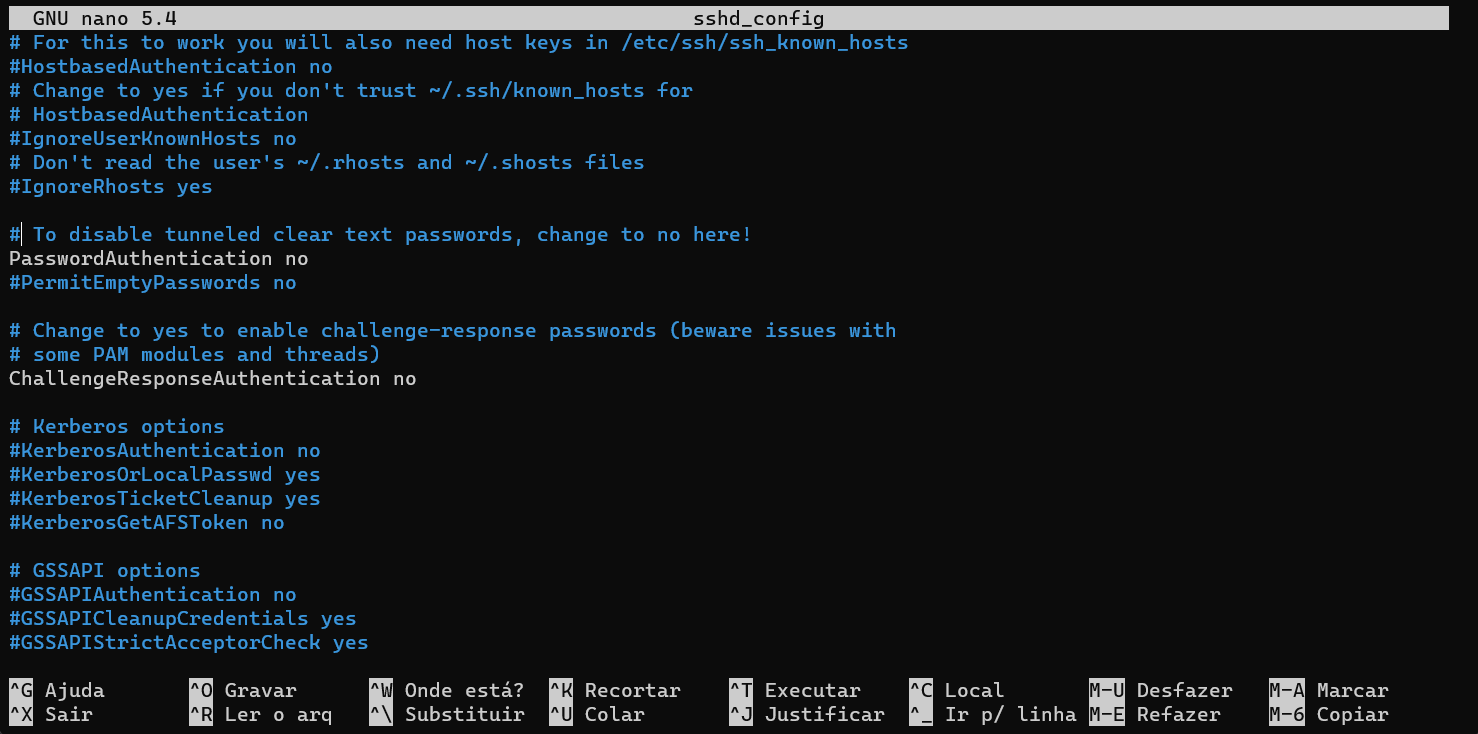 GNU nano 5.4 sshd_config
# For this to work you will also need host keys in /etc/ssh/ssh_known_hosts
#HostbasedAuthentication no
# Change to yes if you don't trust ~/.ssh/known_hosts for
# HostbasedAuthentication
#IgnoreUserKnownHosts no
# Don't read the user's ~/.rhosts and ~/.shosts files
#IgnoreRhosts yes
# To disable tunneled clear text passwords, change to no here!
PasswordAuthentication no
#PermitEmptyPasswords no
# Change to yes to enable challenge-response passwords (beware issues with
# some PAM modules and threads)
ChallengeResponseAuthentication no
# Kerberos options
#KerberosAuthentication no
#KerberosOrLocalPasswd yes
#KerberosTicketCleanup yes
#KerberosGetAFSToken no
# GSSAPI options
#GSSAPIAuthentication no
#GSSAPICleanupCredentials yes
#GSSAPIStrictAcceptorCheck yes
^G Ajuda ^O Gravar ^W Onde está? ^K Recortar ^T Executar ^C Local M-U Desfazer M-A Marcar
^X Sair ^R Ler o arq ^\ Substituir ^U Colar ^J Justificar ^_ Ir p/ linha M-E Refazer M-6 Copiar